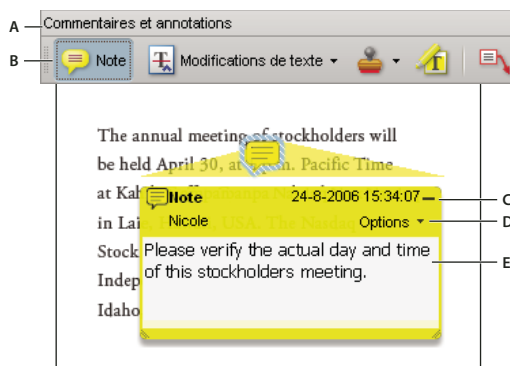 A Commentaires et annotations
B Note Modifications de texte
The annual meeting of stockholders will
be held April 30, at Pacific Time
at
Note 24-8-2006 15:34:07 C
in
Nicole Options D
Stock
Please verify the actual day and time E
of this stockholders meeting.
Indep
Idaho